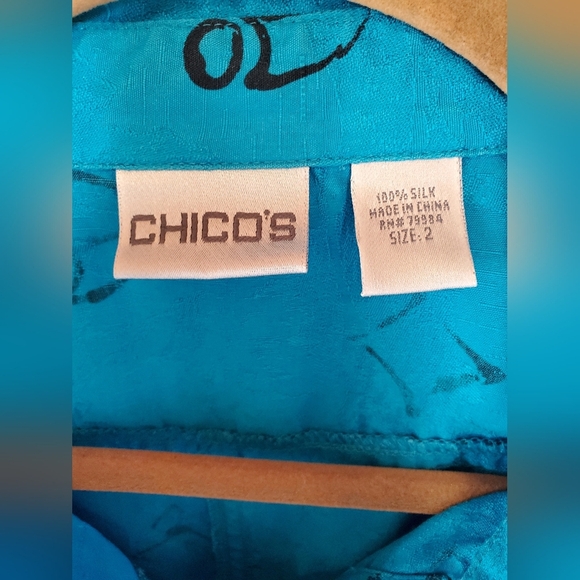 CHICO'S
100% SILK
MADE IN CHINA
RN# 79984
SIZE: 2